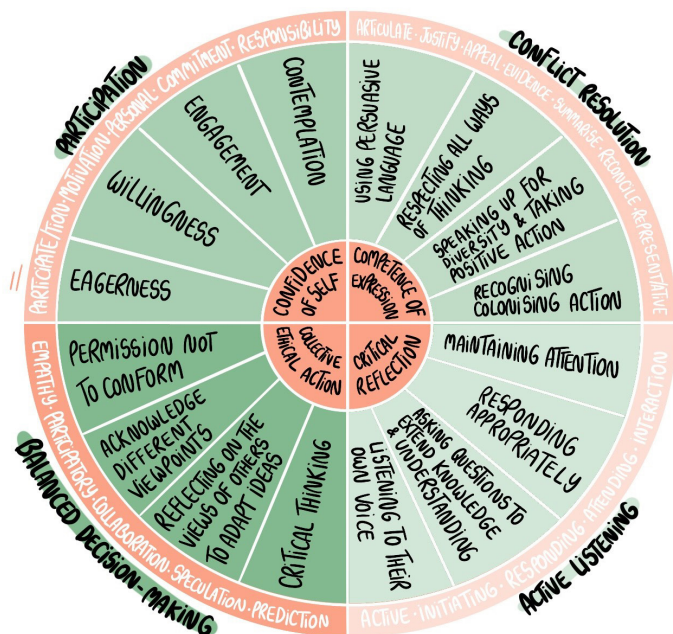 PARTICIPATION
PARTICIPATE/TION · MOTIVATION · PERSONAL · COMMITMENT · RESPONSIBILITY
EAGERNESS
WILLINGNESS
ENGAGEMENT
CONTEMPLATION
CONFIDENCE
OF SELF
CONFLICT RESOLUTION
ARTICULATE · JUSTIFY · APPEAL · EVIDENCE · SUMMARISE · RECONCILE · REPRESENTATIVE
USING PERSUASIVE
LANGUAGE
RESPECTING ALL WAYS
OF THINKING
SPEAKING UP FOR
DIVERSITY & TAKING
POSITIVE ACTION
RECOGNISING
COLONISING ACTION
COMPETENCE OF
EXPRESSION
ACTIVE LISTENING
ACTIVE · INITIATING · RESPONDING · ATTENDING · INTERACTION
MAINTAINING ATTENTION
RESPONDING
APPROPRIATELY
ASKING QUESTIONS TO
EXTEND KNOWLEDGE
& UNDERSTANDING
LISTENING TO THEIR
OWN VOICE
CRITICAL
REFLECTION
BALANCED DECISION-MAKING
EMPATHY · PARTICIPATORY · COLLABORATION · SPECULATION · PREDICTION
PERMISSION NOT
TO CONFORM
ACKNOWLEDGE
DIFFERENT
VIEWPOINTS
REFLECTING ON THE
VIEWS OF OTHERS
TO ADAPT IDEAS
CRITICAL THINKING
COLLECTIVE
ETHICAL ACTION